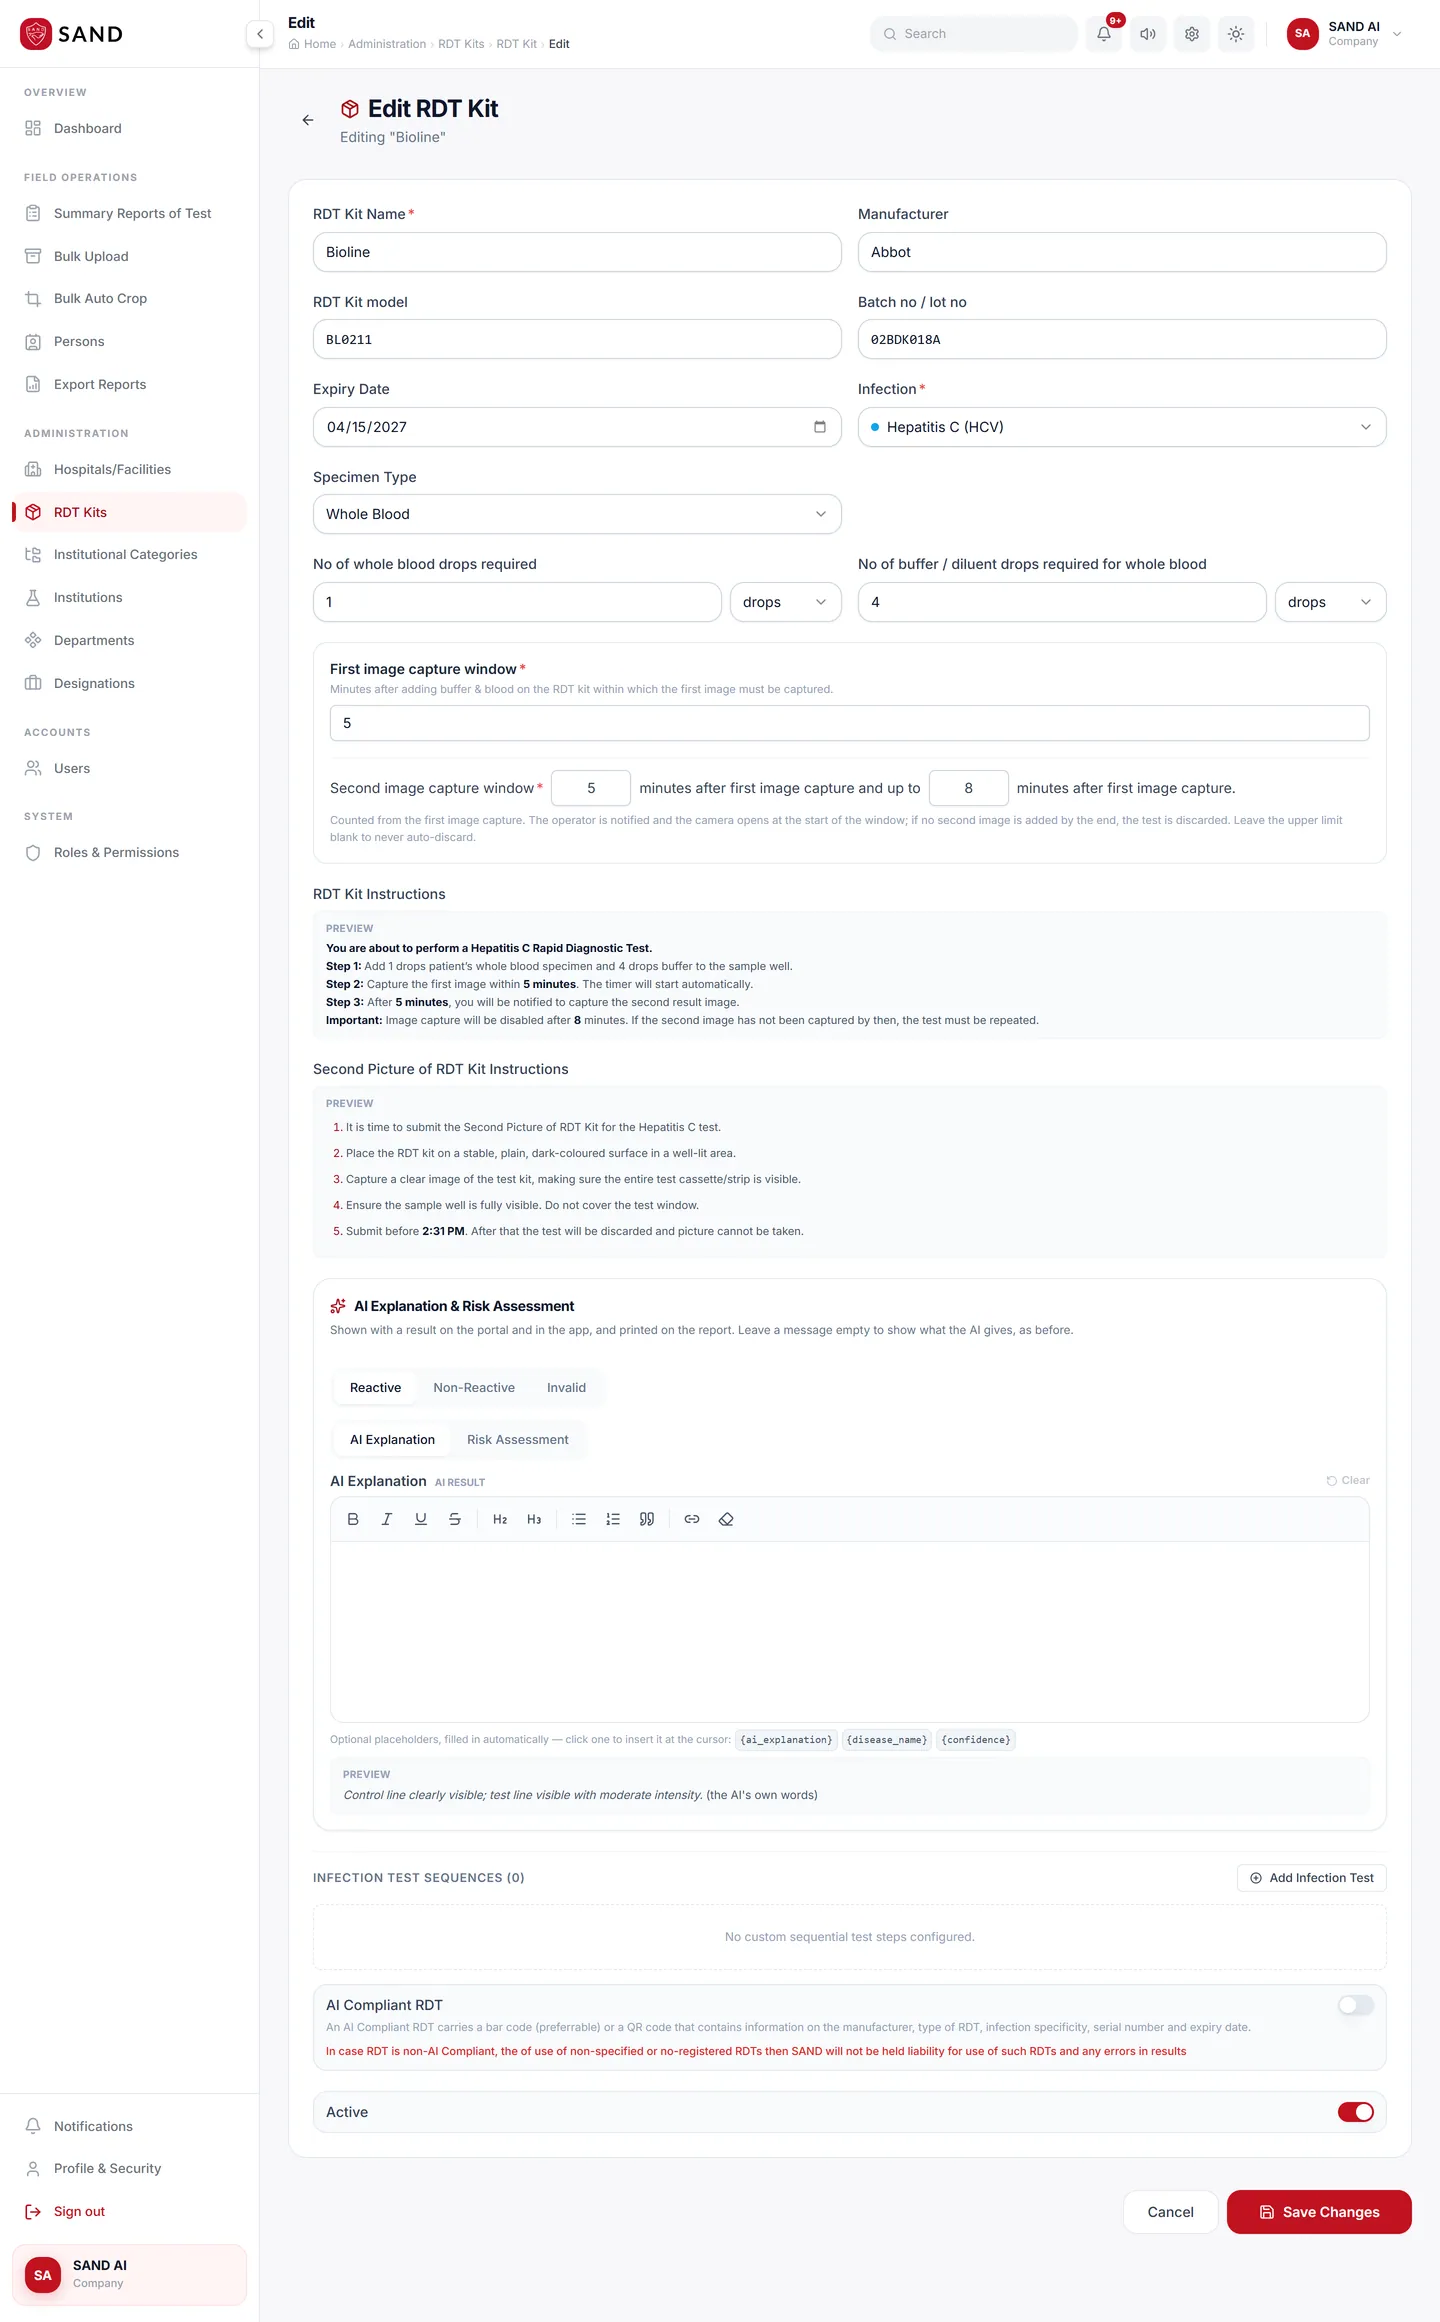 SAND
OVERVIEW
Dashboard
FIELD OPERATIONS
Summary Reports of Test
Bulk Upload
Bulk Auto Crop
Persons
Export Reports
ADMINISTRATION
Hospitals/Facilities
RDT Kits
Institutional Categories
Institutions
Departments
Designations
ACCOUNTS
Users
SYSTEM
Roles & Permissions
Notifications
Profile & Security
Sign out
SA
SAND AI
Company
Edit
Home › Administration › RDT Kits › RDT Kit › Edit
Search
9+
SA
SAND AI
Company
Edit RDT Kit
Editing "Bioline"
RDT Kit Name*
Bioline
Manufacturer
Abbot
RDT Kit model
BL0211
Batch no / lot no
02BDK018A
Expiry Date
04/15/2027
Infection*
Hepatitis C (HCV)
Specimen Type
Whole Blood
No of whole blood drops required
1
drops
No of buffer / diluent drops required for whole blood
4
drops
First image capture window*
Minutes after adding buffer & blood on the RDT kit within which the first image must be captured.
5
Second image capture window* 5 minutes after first image capture and up to 8 minutes after first image capture.
Counted from the first image capture. The operator is notified and the camera opens at the start of the window; if no second image is added by the end, the test is discarded. Leave the upper limit
blank to never auto-discard.
RDT Kit Instructions
PREVIEW
You are about to perform a Hepatitis C Rapid Diagnostic Test.
Step 1: Add 1 drops patient's whole blood specimen and 4 drops buffer to the sample well.
Step 2: Capture the first image within 5 minutes. The timer will start automatically.
Step 3: After 5 minutes, you will be notified to capture the second result image.
Important: Image capture will be disabled after 8 minutes. If the second image has not been captured by then, the test must be repeated.
Second Picture of RDT Kit Instructions
PREVIEW
1. It is time to submit the Second Picture of RDT Kit for the Hepatitis C test.
2. Place the RDT kit on a stable, plain, dark-coloured surface in a well-lit area.
3. Capture a clear image of the test kit, making sure the entire test cassette/strip is visible.
4. Ensure the sample well is fully visible. Do not cover the test window.
5. Submit before 2:31 PM. After that the test will be discarded and picture cannot be taken.
AI Explanation & Risk Assessment
Shown with a result on the portal and in the app, and printed on the report. Leave a message empty to show what the AI gives, as before.
Reactive Non-Reactive Invalid
AI Explanation Risk Assessment
AI Explanation AI RESULT
Clear
B I U S H2 H3
Optional placeholders, filled in automatically — click one to insert it at the cursor: {ai_explanation} {disease_name} {confidence}
PREVIEW
Control line clearly visible; test line visible with moderate intensity. (the AI's own words)
INFECTION TEST SEQUENCES (0)
Add Infection Test
No custom sequential test steps configured.
AI Compliant RDT
An AI Compliant RDT carries a bar code (preferrable) or a QR code that contains information on the manufacturer, type of RDT, infection specificity, serial number and expiry date.
In case RDT is non-AI Compliant, the of use of non-specified or no-registered RDTs then SAND will not be held liability for use of such RDTs and any errors in results
Active
Cancel
Save Changes